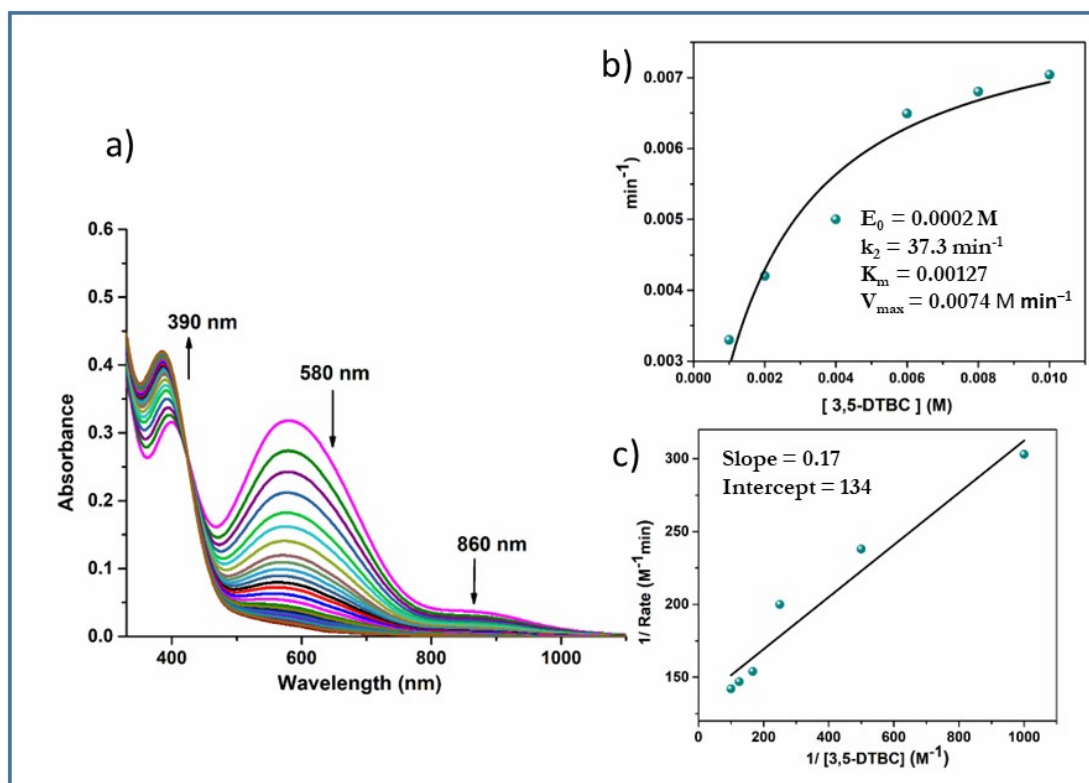 a)
0.6
0.5
0.4
0.3
0.2
0.1
0.0
Absorbance
390 nm
580 nm
860 nm
400
600
800
1000
Wavelength (nm)
b)
0.007
0.006
0.005
0.004
0.003
min⁻¹)
E₀ = 0.0002 M
k₂ = 37.3 min⁻¹
Kₘ = 0.00127
Vₘₐₓ = 0.0074 M min⁻¹
0.000
0.002
0.004
0.006
0.008
0.010
[ 3,5-DTBC ] (M)
c)
Slope = 0.17
Intercept = 134
300
250
200
150
1/ Rate (M⁻¹min)
0
200
400
600
800
1000
1/ [3,5-DTBC] (M⁻¹)